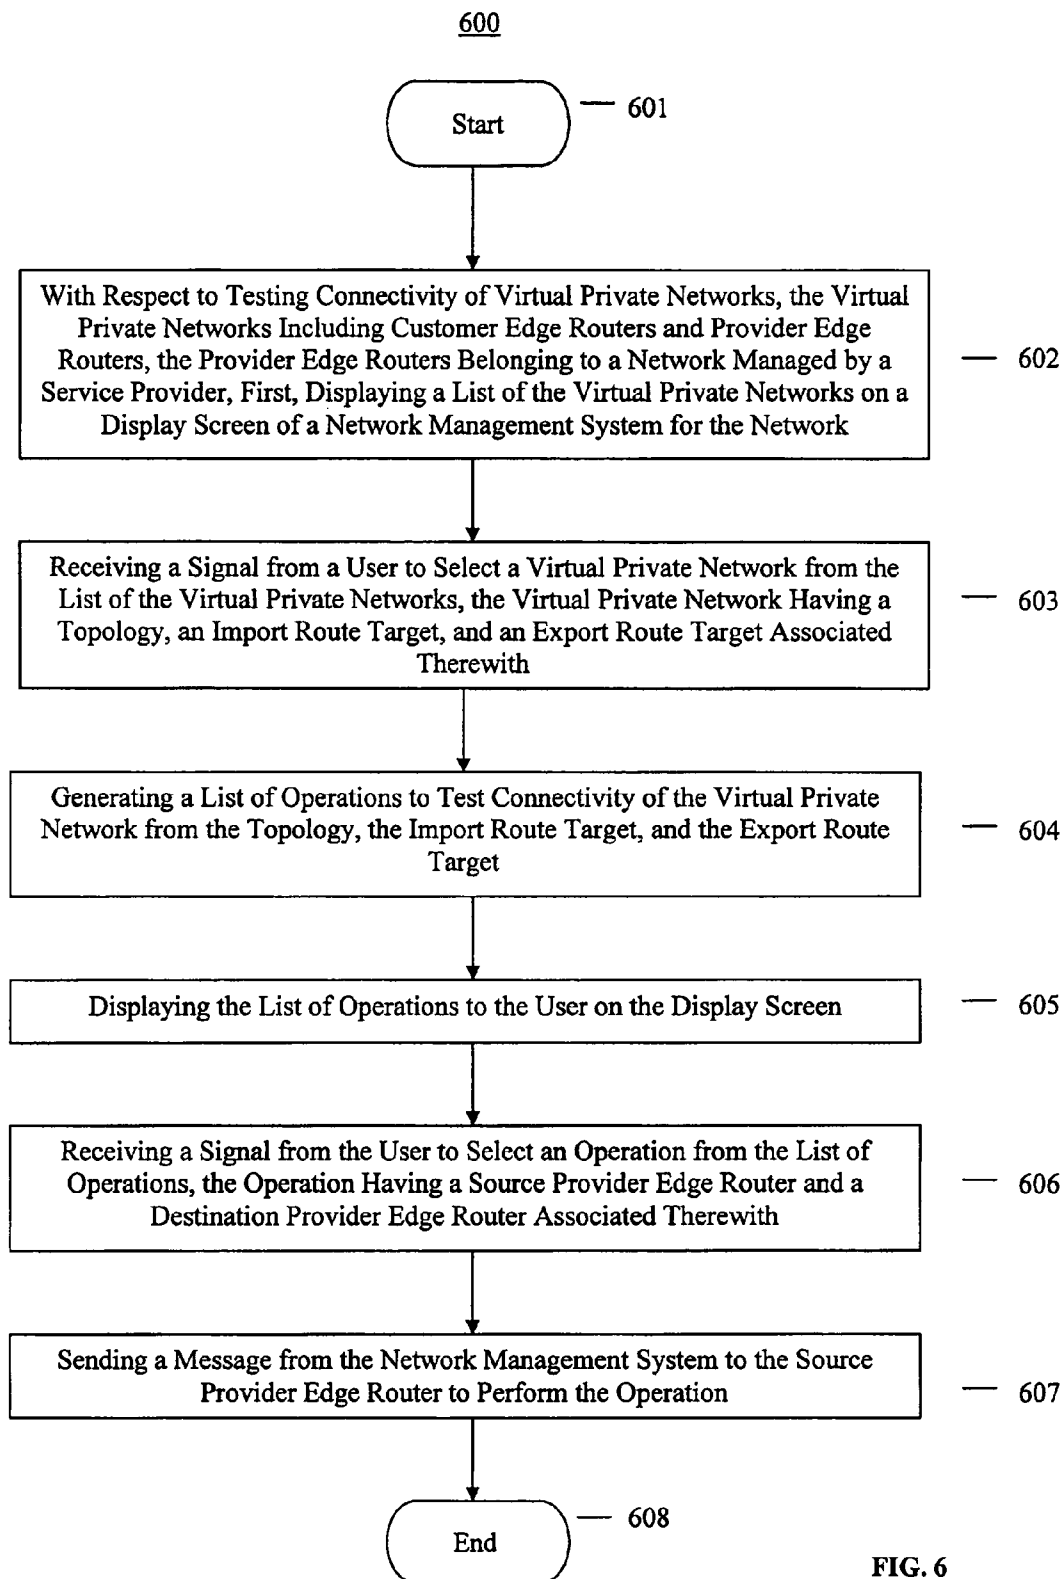 600
Start
601
With Respect to Testing Connectivity of Virtual Private Networks, the Virtual
Private Networks Including Customer Edge Routers and Provider Edge
Routers, the Provider Edge Routers Belonging to a Network Managed by a
Service Provider, First, Displaying a List of the Virtual Private Networks on a
Display Screen of a Network Management System for the Network
602
Receiving a Signal from a User to Select a Virtual Private Network from the
List of the Virtual Private Networks, the Virtual Private Network Having a
Topology, an Import Route Target, and an Export Route Target Associated
Therewith
603
Generating a List of Operations to Test Connectivity of the Virtual Private
Network from the Topology, the Import Route Target, and the Export Route
Target
604
Displaying the List of Operations to the User on the Display Screen
605
Receiving a Signal from the User to Select an Operation from the List of
Operations, the Operation Having a Source Provider Edge Router and a
Destination Provider Edge Router Associated Therewith
606
Sending a Message from the Network Management System to the Source
Provider Edge Router to Perform the Operation
607
End
608
FIG. 6